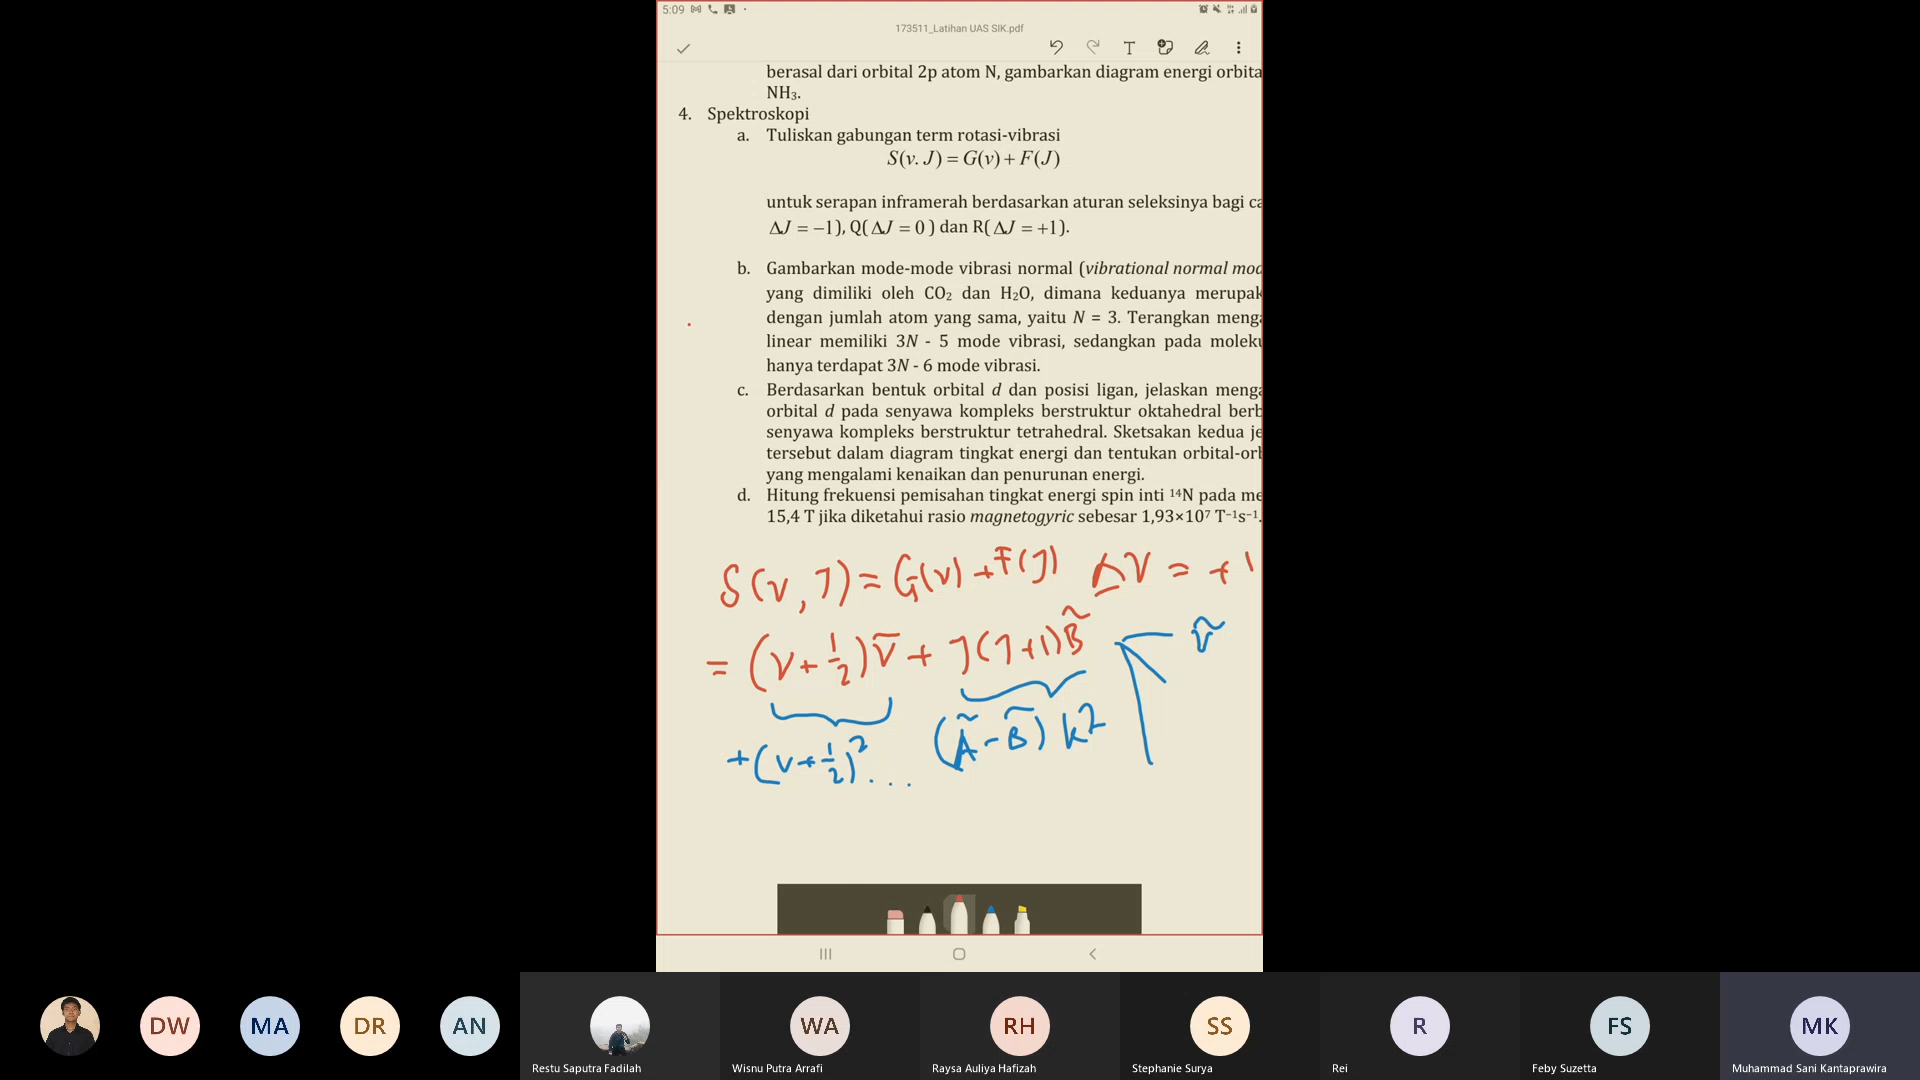 5:09
173511_Latihan UAS SIK.pdf
berasal dari orbital 2p atom N, gambarkan diagram energi orbita
NH₃.
4. Spektroskopi
a. Tuliskan gabungan term rotasi-vibrasi
S(v. J) = G(v) + F(J)
untuk serapan inframerah berdasarkan aturan seleksinya bagi ca
ΔJ = −1), Q( ΔJ = 0 ) dan R( ΔJ = +1).
b. Gambarkan mode-mode vibrasi normal (vibrational normal mod
yang dimiliki oleh CO₂ dan H₂O, dimana keduanya merupak
dengan jumlah atom yang sama, yaitu N = 3. Terangkan menga
linear memiliki 3N - 5 mode vibrasi, sedangkan pada moleku
hanya terdapat 3N - 6 mode vibrasi.
c. Berdasarkan bentuk orbital d dan posisi ligan, jelaskan menga
orbital d pada senyawa kompleks berstruktur oktahedral berb
senyawa kompleks berstruktur tetrahedral. Sketsakan kedua je
tersebut dalam diagram tingkat energi dan tentukan orbital-orb
yang mengalami kenaikan dan penurunan energi.
d. Hitung frekuensi pemisahan tingkat energi spin inti ¹⁴N pada me
15,4 T jika diketahui rasio magnetogyric sebesar 1,93×10⁷ T⁻¹s⁻¹.
S(v, J) = G(v) + F(J) Δv = +1
= (v + 1/2) ṽ + J(J+1) B̃ ṽ
+ (v + 1/2)² ... (Ã − B̃) k²
DW MA DR AN WA RH SS R FS MK
Restu Saputra Fadilah Wisnu Putra Arrafi Raysa Auliya Hafizah Stephanie Surya Rei Feby Suzetta Muhammad Sani Kantaprawira